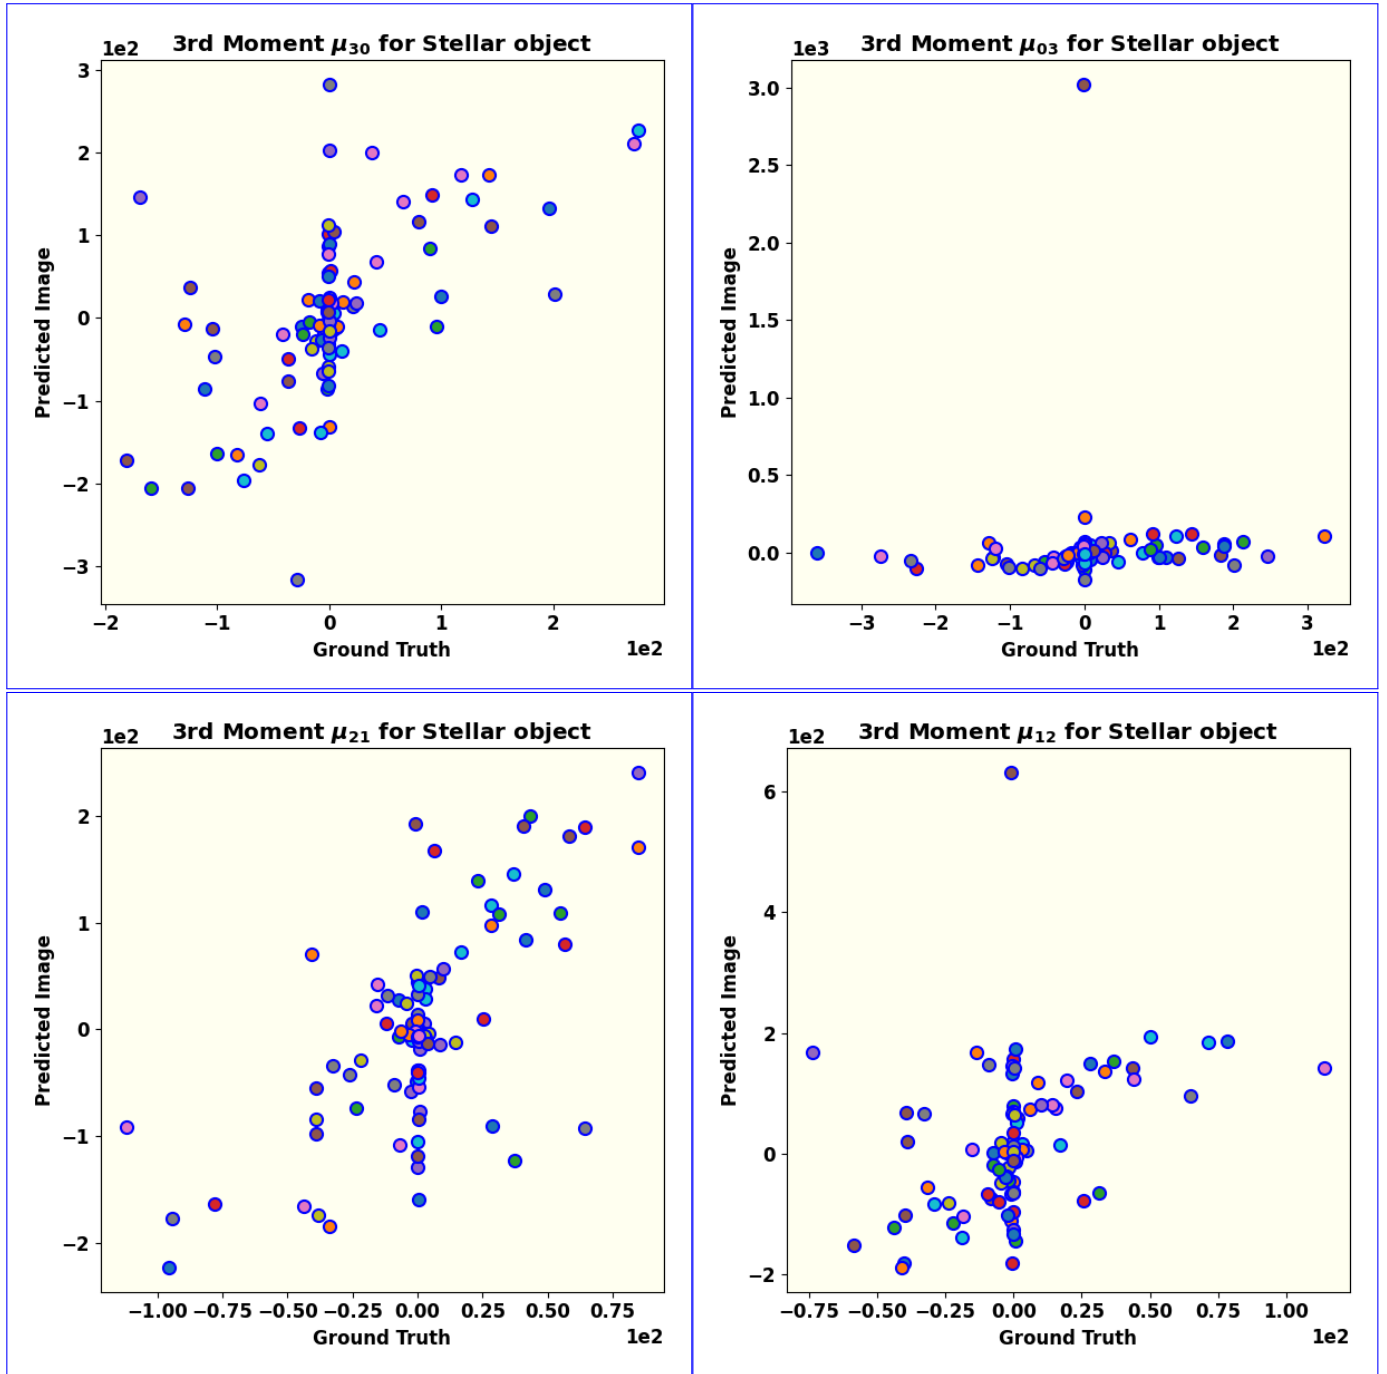 1e2 3rd Moment μ30 for Stellar object
3
2
1
0
−1
−2
−3
Predicted Image
−2 −1 0 1 2
Ground Truth 1e2
1e3 3rd Moment μ03 for Stellar object
3.0
2.5
2.0
1.5
1.0
0.5
0.0
Predicted Image
−3 −2 −1 0 1 2 3
Ground Truth 1e2
1e2 3rd Moment μ21 for Stellar object
2
1
0
−1
−2
Predicted Image
−1.00 −0.75 −0.50 −0.25 0.00 0.25 0.50 0.75
Ground Truth 1e2
1e2 3rd Moment μ12 for Stellar object
6
4
2
0
−2
Predicted Image
−0.75 −0.50 −0.25 0.00 0.25 0.50 0.75 1.00
Ground Truth 1e2